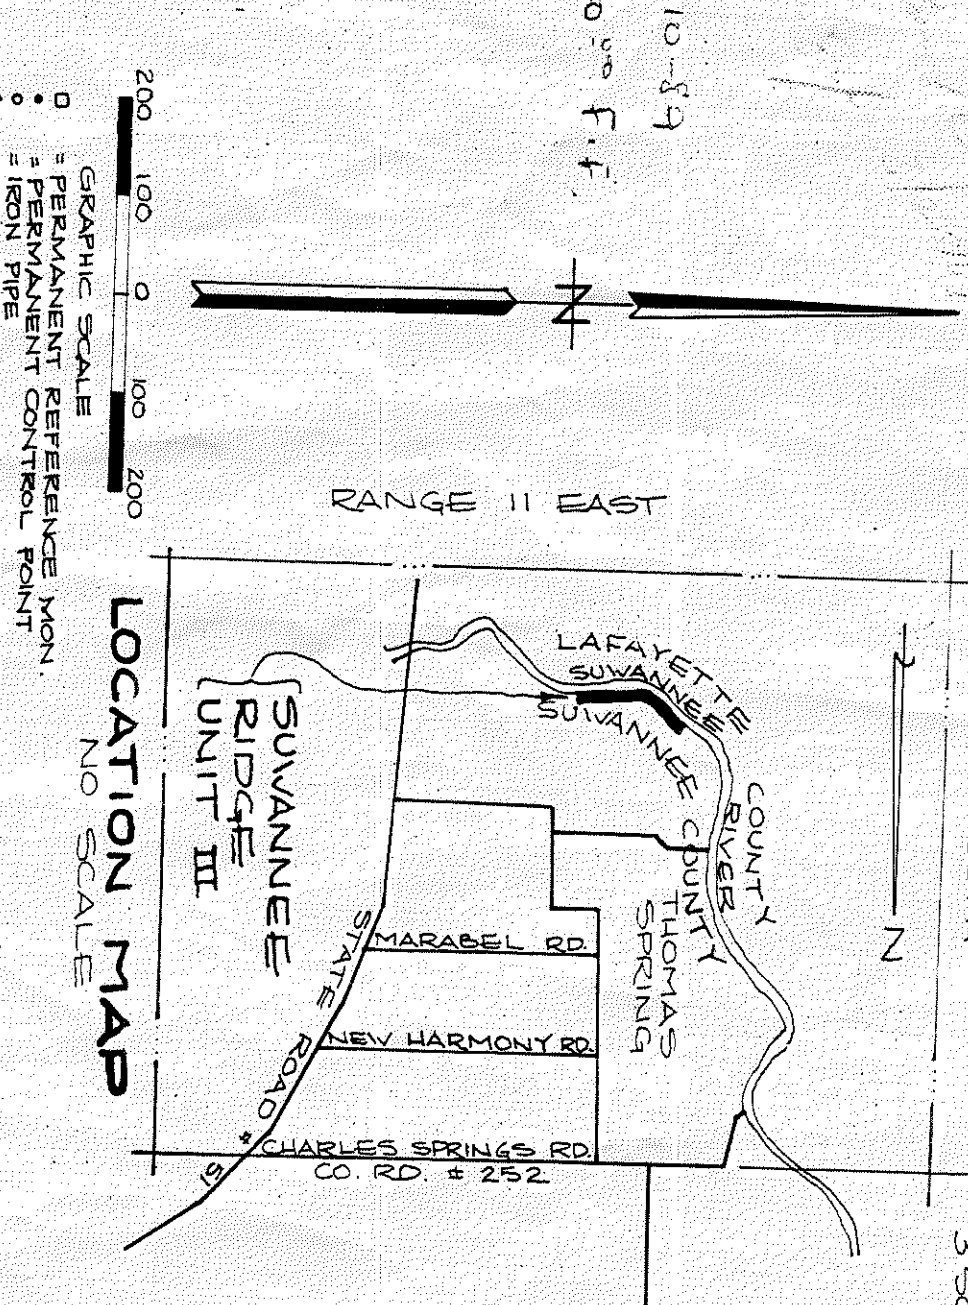 10-89
200 100 0 100 200
GRAPHIC SCALE
= PERMANENT REFERENCE MON.
= PERMANENT CONTROL POINT
= IRON PIPE
N
RANGE 11 EAST
N
LAFAYETTE COUNTY
SUWANNEE RIVER
SUWANNEE COUNTY
THOMAS
SPRING
MARABEL RD.
NEW HARMONY RD.
CHARLES SPRINGS RD.
CO. RD. # 252
STATE ROAD # 51
SUWANNEE
RIDGE
UNIT III
LOCATION MAP
NO SCALE